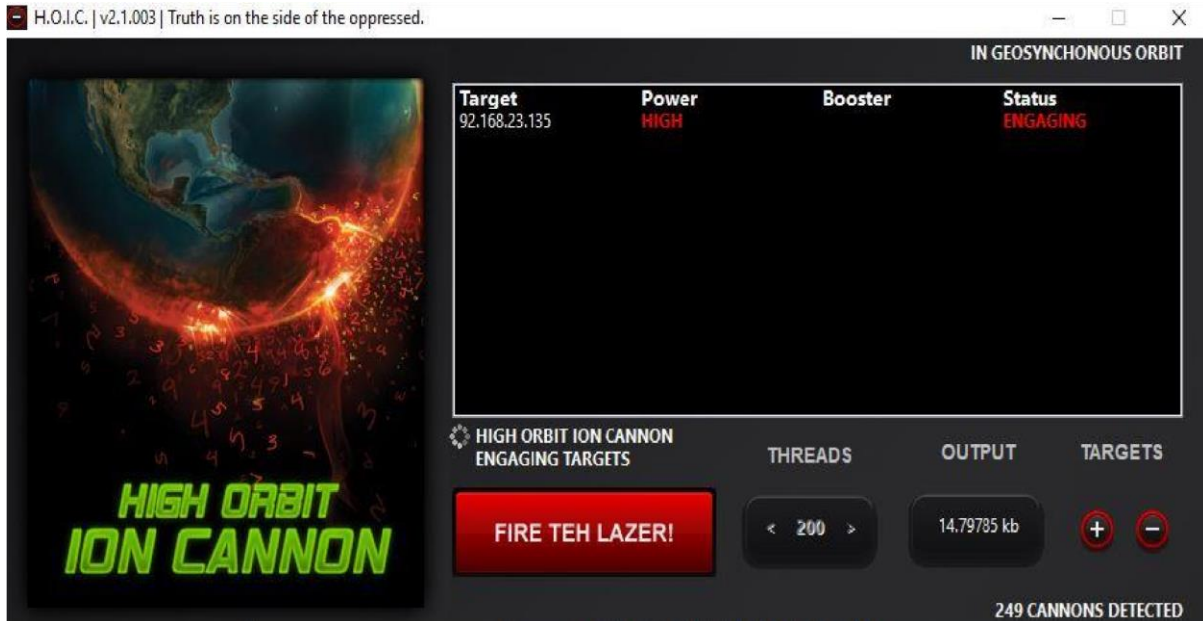 H.O.I.C. | v2.1.003 | Truth is on the side of the oppressed.
IN GEOSYNCHONOUS ORBIT
Target Power Booster Status
92.168.23.135 HIGH ENGAGING
HIGH ORBIT ION CANNON
ENGAGING TARGETS
THREADS OUTPUT TARGETS
FIRE TEH LAZER!
< 200 >
14.79785 kb
+ −
HIGH ORBIT
ION CANNON
249 CANNONS DETECTED